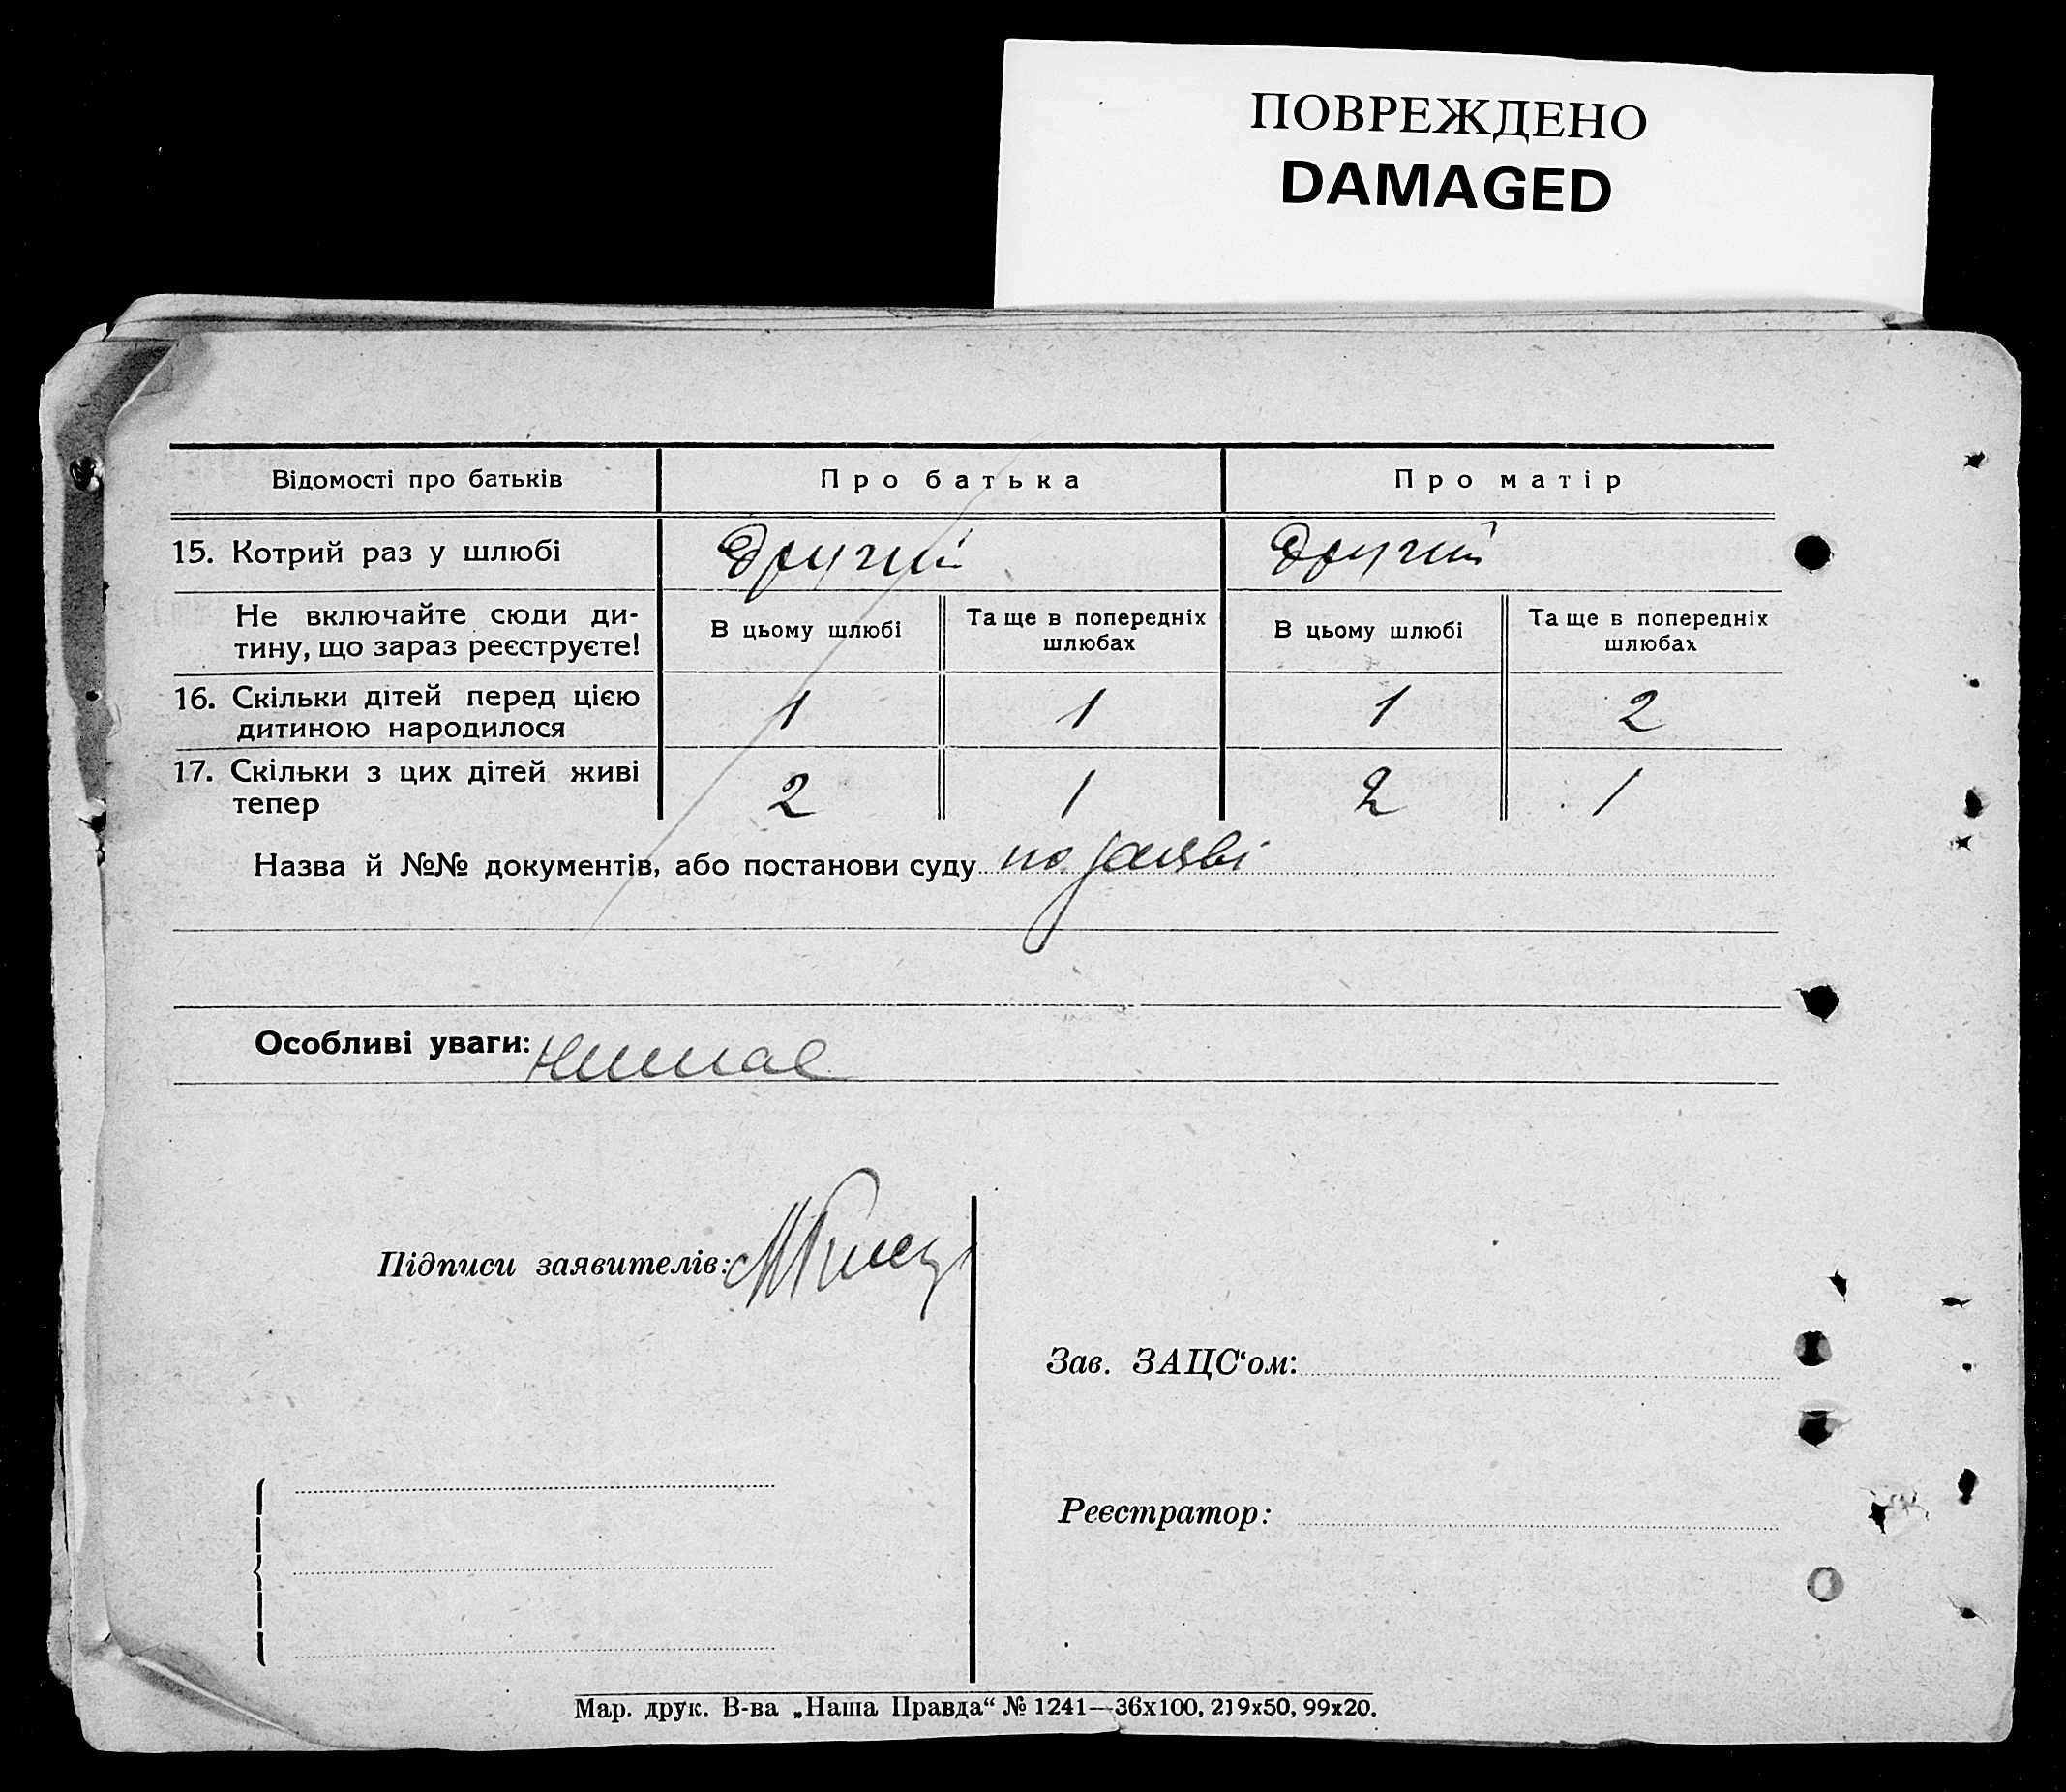 ПОВРЕЖДЕНО
DAMAGED
Відомості про батьків Про батька Про матір
15. Котрий раз у шлюбі другий другий
Не включайте сюди ди-
тину, що зараз реєструєте!
В цьому шлюбі Та ще в попередніх
шлюбах
В цьому шлюбі Та ще в попередніх
шлюбах
16. Скільки дітей перед цією
дитиною народилося 1 1 1 2
17. Скільки з цих дітей живі
тепер 2 1 2 1
Назва й №№ документів, або постанови суду по заяві
Особливі уваги: нимае
Підписи заявителів:
Зав. ЗАЦС‘ом:
Реєстратор:
Мар. друк. В-ва „Наша Правда“ № 1241—36х100, 219х50, 99х20.